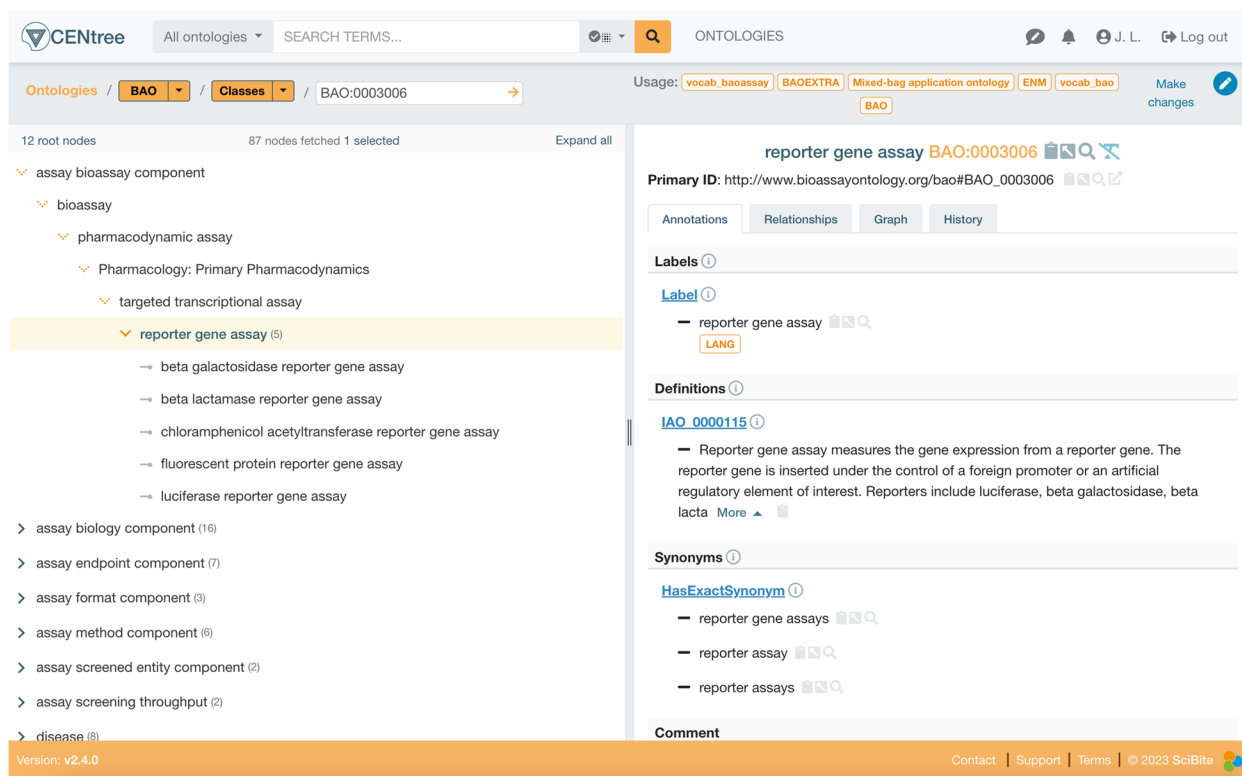 CENtree
All ontologies
SEARCH TERMS...
ONTOLOGIES
J. L.
Log out
Ontologies / BAO / Classes / BAO:0003006
Usage: vocab_baoassay BAOEXTRA Mixed-bag application ontology ENM vocab_bao
BAO
Make
changes
12 root nodes
87 nodes fetched 1 selected
Expand all
assay bioassay component
bioassay
pharmacodynamic assay
Pharmacology: Primary Pharmacodynamics
targeted transcriptional assay
reporter gene assay (5)
beta galactosidase reporter gene assay
beta lactamase reporter gene assay
chloramphenicol acetyltransferase reporter gene assay
fluorescent protein reporter gene assay
luciferase reporter gene assay
assay biology component (16)
assay endpoint component (7)
assay format component (3)
assay method component (6)
assay screened entity component (2)
assay screening throughput (2)
disease (8)
reporter gene assay BAO:0003006
Primary ID: http://www.bioassayontology.org/bao#BAO_0003006
Annotations
Relationships
Graph
History
Labels
Label
reporter gene assay
LANG
Definitions
IAO_0000115
Reporter gene assay measures the gene expression from a reporter gene. The
reporter gene is inserted under the control of a foreign promoter or an artificial
regulatory element of interest. Reporters include luciferase, beta galactosidase, beta
lacta More
Synonyms
HasExactSynonym
reporter gene assays
reporter assay
reporter assays
Comment
Version: v2.4.0
Contact | Support | Terms | © 2023 SciBite